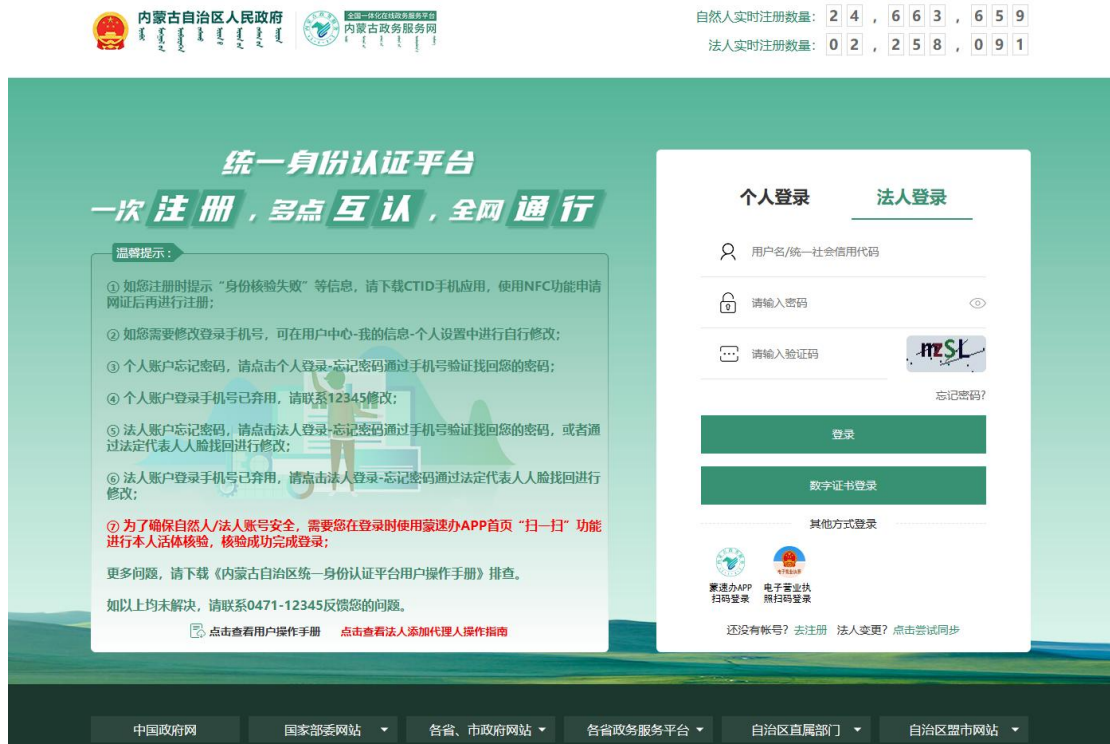 内蒙古自治区人民政府
全国一体化在线政务服务平台
内蒙古政务服务网
自然人实时注册数量：24,663,659
法人实时注册数量：02,258,091
统一身份认证平台
一次 注册，多点 互认，全网 通行
温馨提示：
① 如您注册时提示“身份核验失败”等信息，请下载CTID手机应用，使用NFC功能申请
网证后再进行注册；
② 如您需要修改登录手机号，可在用户中心-我的信息-个人设置中进行自行修改；
③ 个人账户忘记密码，请点击个人登录-忘记密码通过手机号验证找回您的密码；
④ 个人账户登录手机号已弃用，请联系12345修改；
⑤ 法人账户忘记密码，请点击法人登录-忘记密码通过手机号验证找回您的密码，或者通
过法定代表人人脸找回进行修改；
⑥ 法人账户登录手机号已弃用，请点击法人登录-忘记密码通过法定代表人人脸找回进行
修改；
⑦ 为了确保自然人/法人账号安全，需要您在登录时使用蒙速办APP首页“扫一扫”功能
进行本人活体核验，核验成功完成登录；
更多问题，请下载《内蒙古自治区统一身份认证平台用户操作手册》排查。
如以上均未解决，请联系0471-12345反馈您的问题。
点击查看用户操作手册 点击查看法人添加代理人操作指南
个人登录 法人登录
用户名/统一社会信用代码
请输入密码
请输入验证码 mzSL
忘记密码?
登录
数字证书登录
其他方式登录
蒙速办APP
扫码登录
电子营业执
照扫码登录
还没有帐号？去注册 法人变更？点击尝试同步
中国政府网 国家部委网站 各省、市政府网站 各省政务服务平台 自治区直属部门 自治区盟市网站